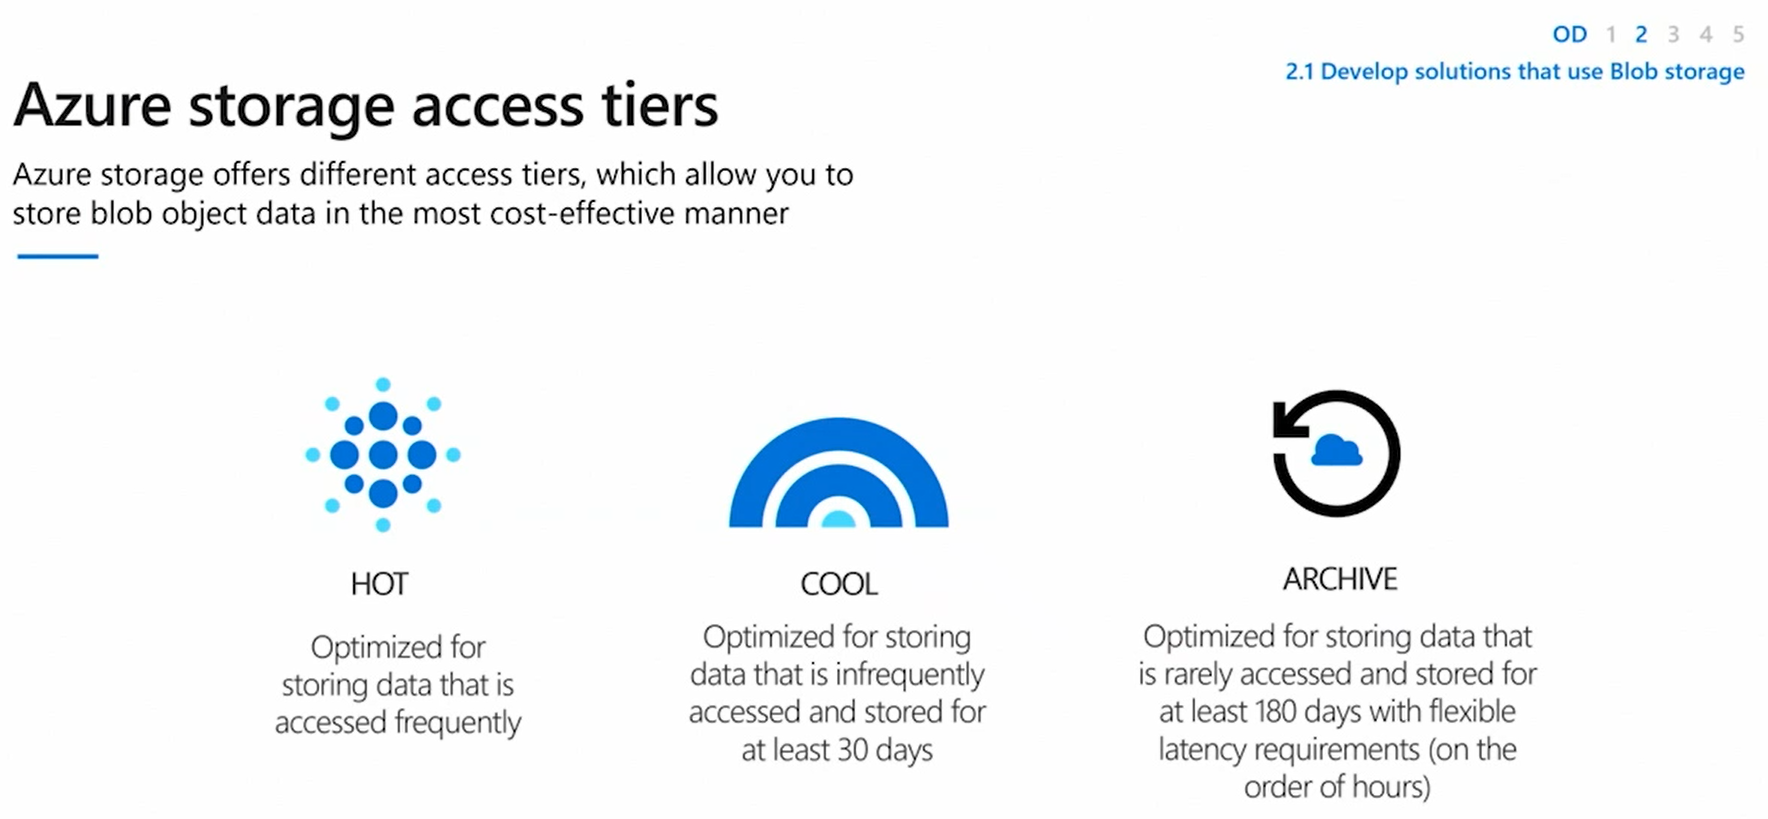 OD 1 2 3 4 5
2.1 Develop solutions that use Blob storage
Azure storage access tiers
Azure storage offers different access tiers, which allow you to
store blob object data in the most cost-effective manner
HOT
Optimized for
storing data that is
accessed frequently
COOL
Optimized for storing
data that is infrequently
accessed and stored for
at least 30 days
ARCHIVE
Optimized for storing data that
is rarely accessed and stored for
at least 180 days with flexible
latency requirements (on the
order of hours)